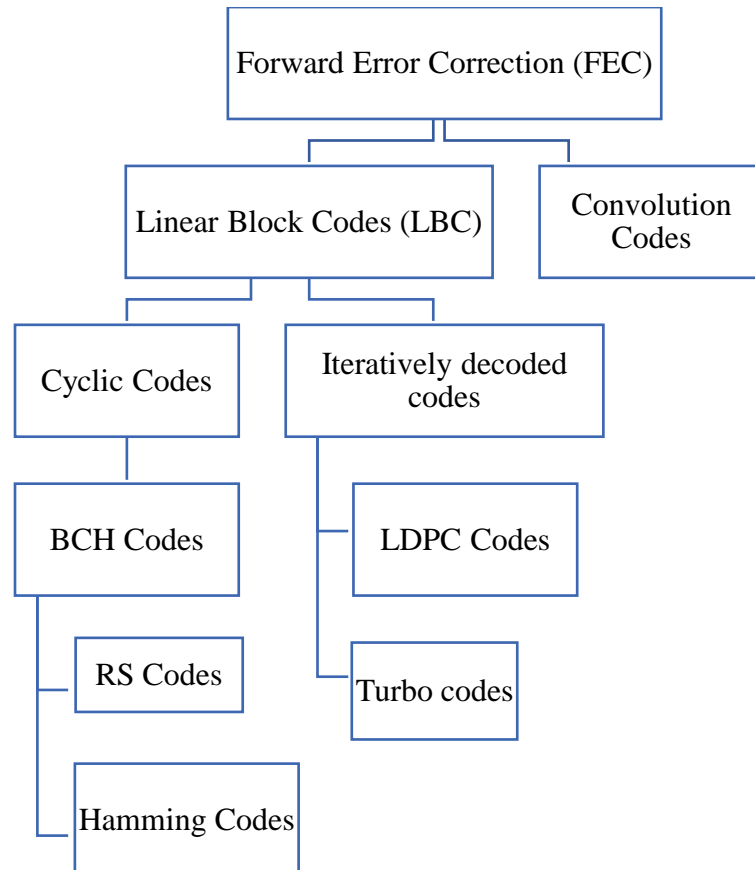 Forward Error Correction (FEC)
Linear Block Codes (LBC)
Convolution
Codes
Cyclic Codes
Iteratively decoded
codes
BCH Codes
LDPC Codes
RS Codes
Turbo codes
Hamming Codes